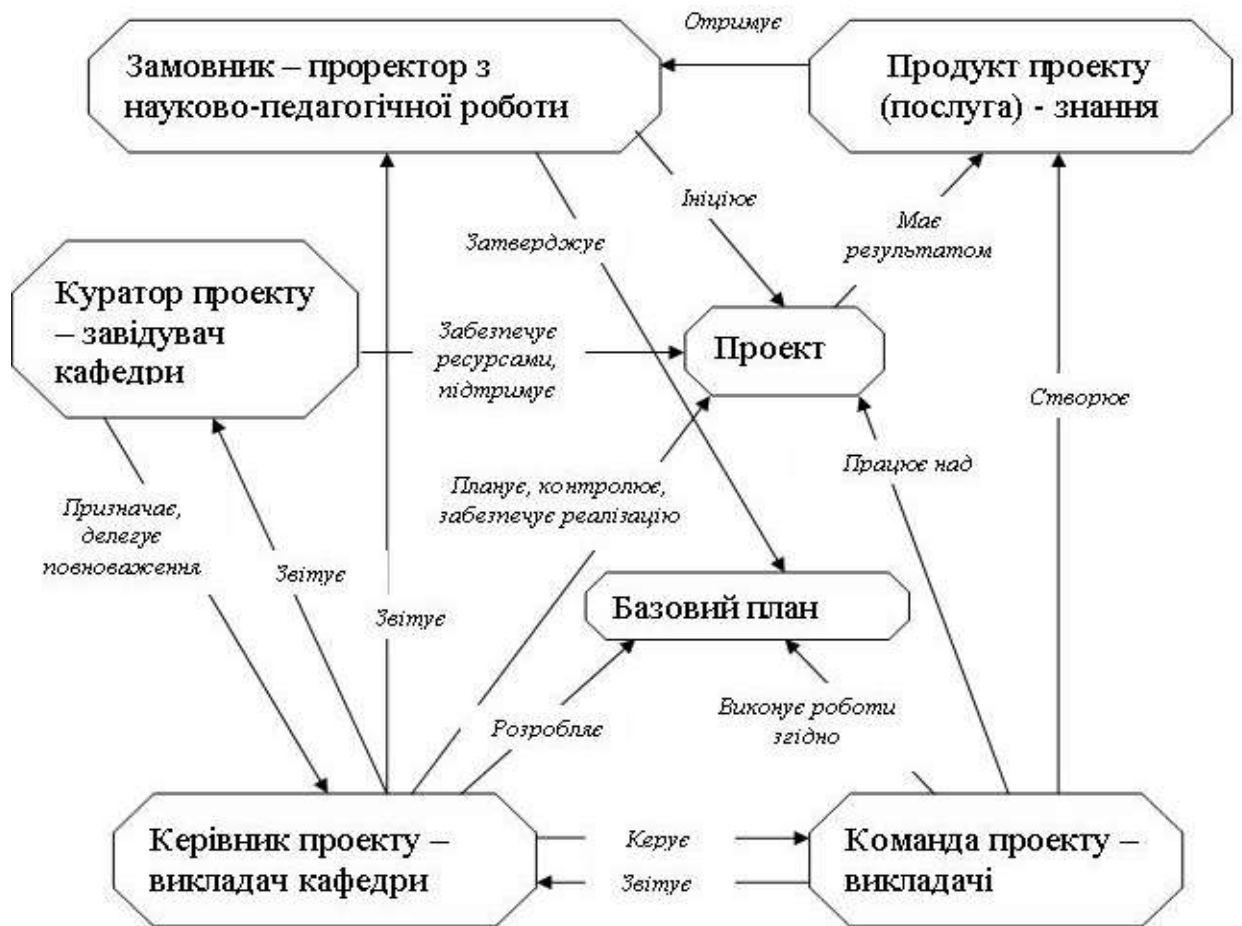 Отримує
Замовник – проректор з
науково-педагогічної роботи
Продукт проекту
(послуга) - знання
Ініціює
Затверджує
Має
результатом
Куратор проекту
– завідувач
кафедри
Забезпечує
ресурсами,
підтримує
Проект
Створює
Працює над
Планує, контролює,
забезпечує реалізацію
Призначає,
делегує
повноваження
Звітує
Звітує
Базовий план
Розробляє
Виконує роботи
згідно
Керівник проекту –
викладач кафедри
Керує
Звітує
Команда проекту –
викладачі